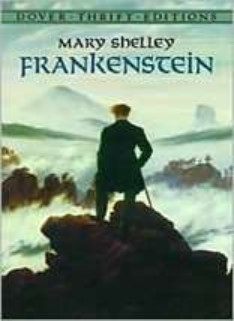 DOVER · THRIFT · EDITIONS
MARY SHELLEY
FRANKENSTEIN